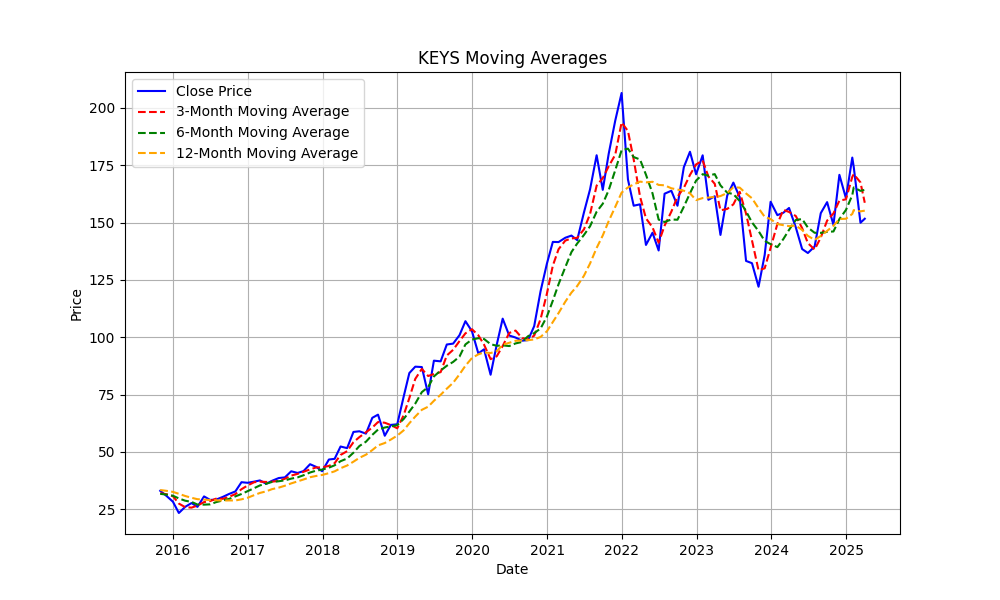 KEYS Moving Averages
Close Price
3-Month Moving Average
6-Month Moving Average
12-Month Moving Average
200
175
150
125
100
75
50
25
Price
2016 2017 2018 2019 2020 2021 2022 2023 2024 2025
Date